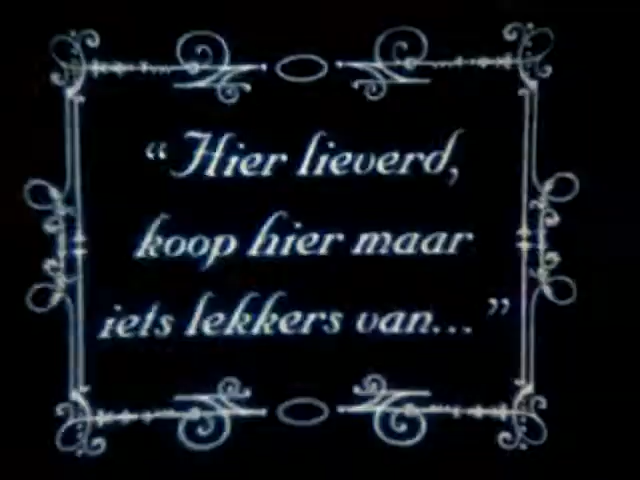 “Hier lieverd,
koop hier maar
iets lekkers van...”